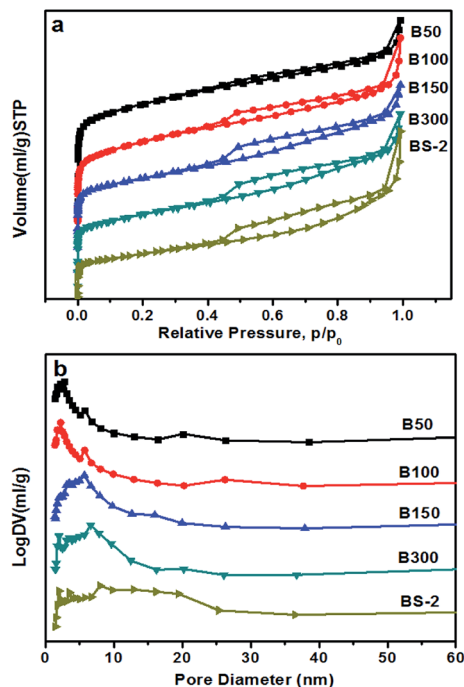 a
B50
B100
B150
B300
BS-2
Volume(ml/g)STP
0.0 0.2 0.4 0.6 0.8 1.0
Relative Pressure, p/p0
b
B50
B100
B150
B300
BS-2
LogDV(ml/g)
0 10 20 30 40 50 60
Pore Diameter (nm)